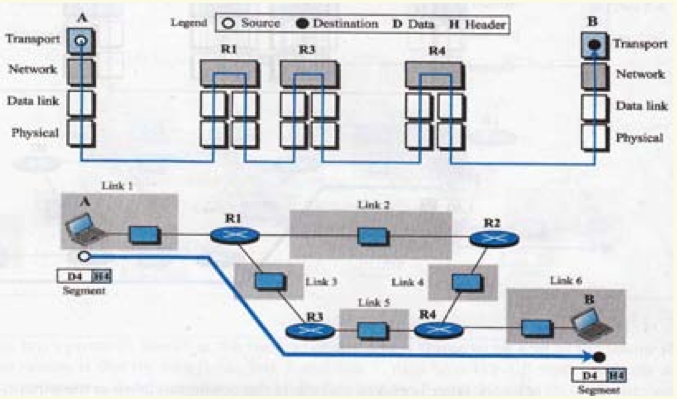 A
Legend Source Destination D Data H Header
B
Transport
R1 R3 R4
Transport
Network
Network
Data link
Data link
Physical
Physical
Link 1
A
Link 2
R1
R2
D4 H4
Segment
Link 3
Link 4
Link 6
Link 5
B
R3
R4
D4 H4
Segment